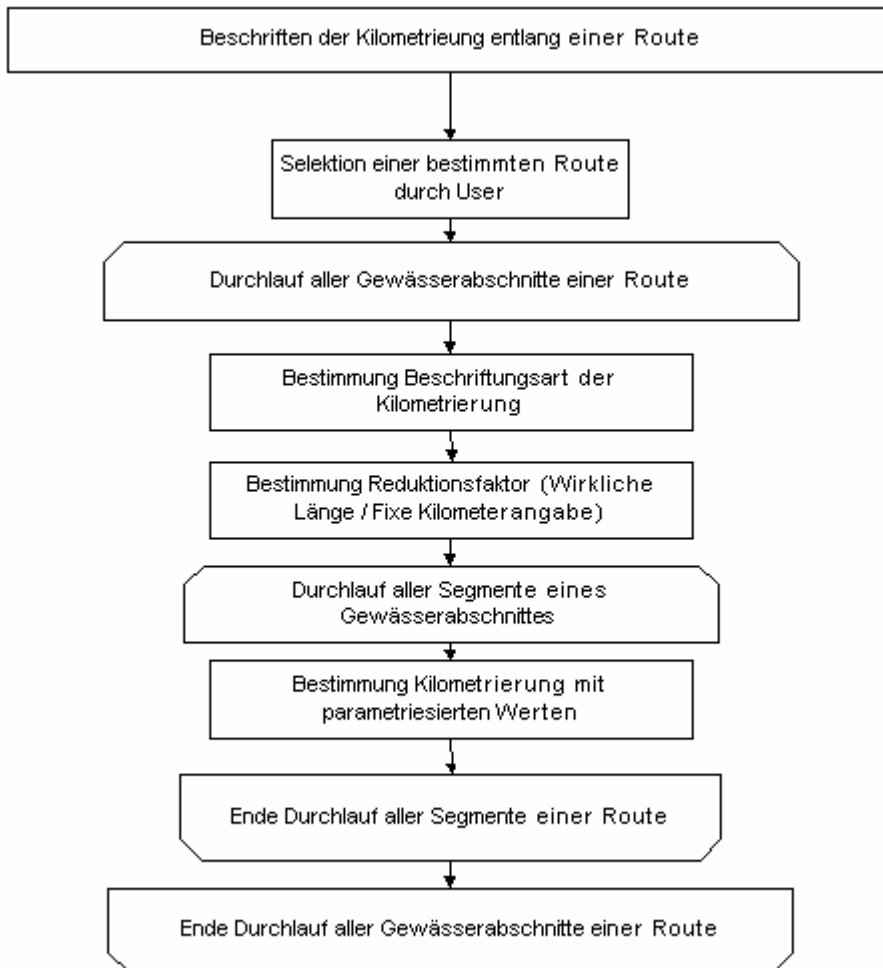 Beschriften der Kilometrieung entlang einer Route
Selektion einer bestimmten Route
durch User
Durchlauf aller Gewässerabschnitte einer Route
Bestimmung Beschriftungsart der
Kilometrierung
Bestimmung Reduktionsfaktor (Wirkliche
Länge / Fixe Kilometerangabe)
Durchlauf aller Segmente eines
Gewässerabschnittes
Bestimmung Kilometrierung mit
parametriesierten Werten
Ende Durchlauf aller Segmente einer Route
Ende Durchlauf aller Gewässerabschnitte einer Route